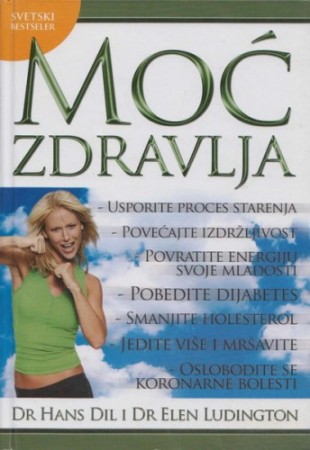 SVETSKI
BESTSELER
MOĆ
ZDRAVLJA
- USPORITE PROCES STARENJA
- POVEĆAJTE IZDRŽLJIVOST
- POVRATITE ENERGIJU
SVOJE MLADOSTI
- POBEDITE DIJABETES
- SMANJITE HOLESTEROL
- JEDITE VIŠE I MRŠAVITE
- OSLOBODITE SE
KORONARNE BOLESTI
DR HANS DIL I DR ELEN LUDINGTON